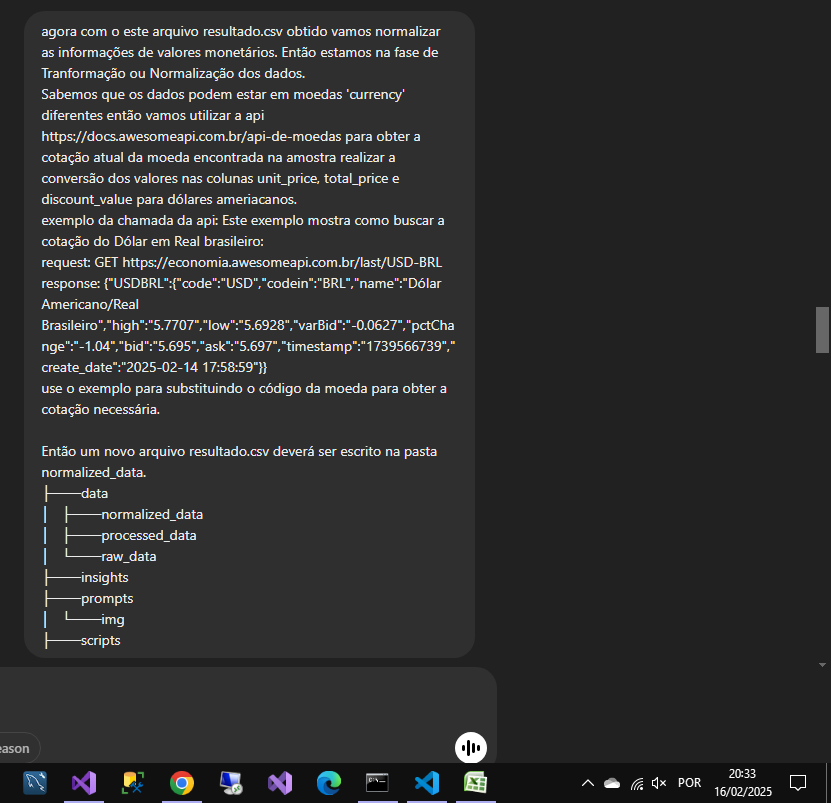 agora com o este arquivo resultado.csv obtido vamos normalizar
as informações de valores monetários. Então estamos na fase de
Tranformação ou Normalização dos dados.
Sabemos que os dados podem estar em moedas 'currency'
diferentes então vamos utilizar a api
https://docs.awesomeapi.com.br/api-de-moedas para obter a
cotação atual da moeda encontrada na amostra realizar a
conversão dos valores nas colunas unit_price, total_price e
discount_value para dólares ameriacanos.
exemplo da chamada da api: Este exemplo mostra como buscar a
cotação do Dólar em Real brasileiro:
request: GET https://economia.awesomeapi.com.br/last/USD-BRL
response: {"USDBRL":{"code":"USD","codein":"BRL","name":"Dólar
Americano/Real
Brasileiro","high":"5.7707","low":"5.6928","varBid":"-0.0627","pctCha
nge":"-1.04","bid":"5.695","ask":"5.697","timestamp":"1739566739","
create_date":"2025-02-14 17:58:59"}}
use o exemplo para substituindo o código da moeda para obter a
cotação necessária.
Então um novo arquivo resultado.csv deverá ser escrito na pasta
normalized_data.
├───data
│   ├───normalized_data
│   ├───processed_data
│   └───raw_data
├───insights
├───prompts
│   └───img
├───scripts
eason
POR
20:33
16/02/2025